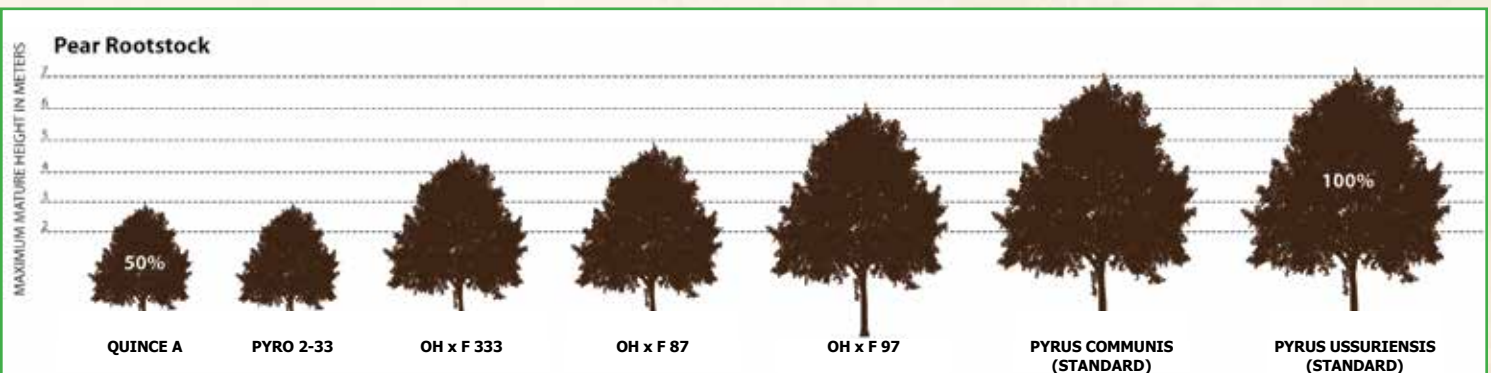 Pear Rootstock
MAXIMUM MATURE HEIGHT IN METERS
7
6
5
4
3
2
50%
100%
QUINCE A
PYRO 2-33
OH x F 333
OH x F 87
OH x F 97
PYRUS COMMUNIS
(STANDARD)
PYRUS USSURIENSIS
(STANDARD)